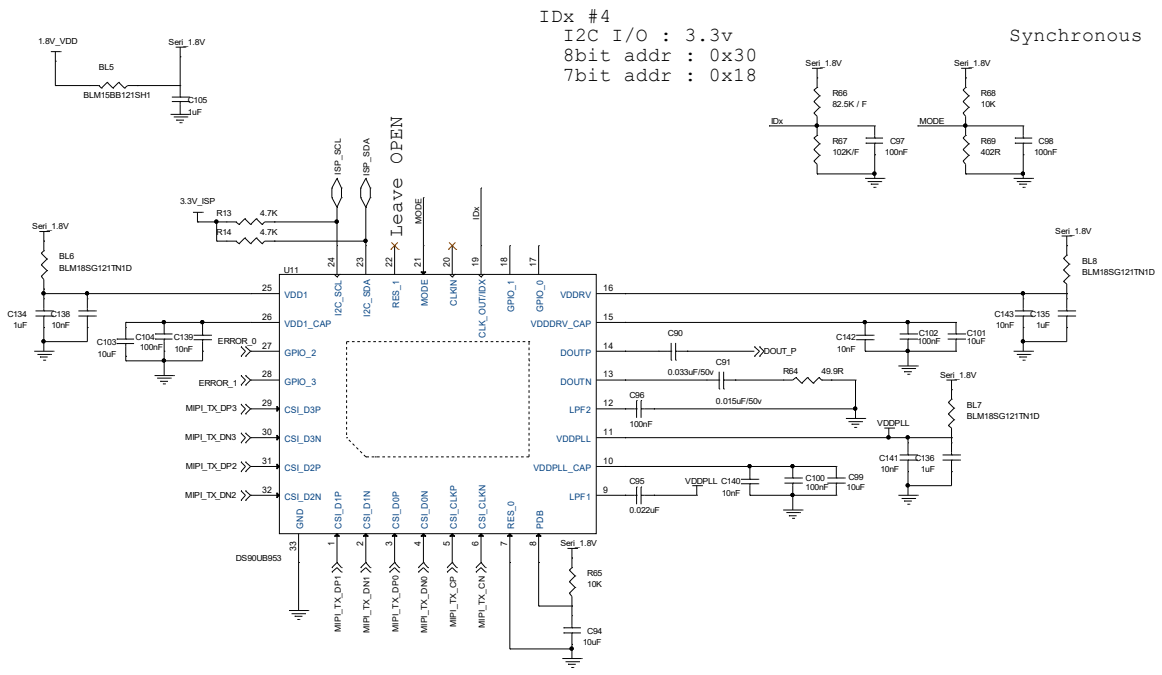 IDx #4
I2C I/O : 3.3v
8bit addr : 0x30
7bit addr : 0x18
Synchronous
1.8V_VDD
Seri_1.8V
BL5
BLM15BB121SH1
C105
1uF
Seri_1.8V
R66
82.5K / F
IDx
R67
102K/F
C97
100nF
Seri_1.8V
R68
10K
MODE
R69
402R
C98
100nF
ISP_SCL
ISP_SDA
Leave OPEN
MODE
IDx
3.3V_ISP
R13
4.7K
R14
4.7K
24
23
22
21
20
19
18
17
U11
I2C_SCL
I2C_SDA
RES_1
MODE
CLKIN
CLK_OUT/IDX
GPIO_1
GPIO_0
Seri_1.8V
BL6
BLM18SG121TN1D
C134
1uF
C138
10nF
C103
10uF
C104
100nF
C139
10nF
ERROR_0
ERROR_1
MIPI_TX_DP3
MIPI_TX_DN3
MIPI_TX_DP2
MIPI_TX_DN2
25
VDD1
26
VDD1_CAP
27
GPIO_2
28
GPIO_3
29
CSI_D3P
30
CSI_D3N
31
CSI_D2P
32
CSI_D2N
VDDRV
16
VDDDRV_CAP
15
DOUTP
14
DOUTN
13
LPF2
12
VDDPLL
11
VDDPLL_CAP
10
LPF1
9
Seri_1.8V
BL8
BLM18SG121TN1D
C143
10nF
C135
1uF
C142
10nF
C102
100nF
C101
10uF
C90
0.033uF/50v
DOUT_P
C91
0.015uF/50v
R64
49.9R
C96
100nF
Seri_1.8V
BL7
BLM18SG121TN1D
VDDPLL
C141
10nF
C136
1uF
C95
0.022uF
VDDPLL
C140
10nF
C100
100nF
C99
10uF
GND
CSI_D1P
CSI_D1N
CSI_D0P
CSI_D0N
CSI_CLKP
CSI_CLKN
RES_0
PDB
33
1
2
3
4
5
6
7
8
DS90UB953
MIPI_TX_DP1
MIPI_TX_DN1
MIPI_TX_DP0
MIPI_TX_DN0
MIPI_TX_CP
MIPI_TX_CN
Seri_1.8V
R65
10K
C94
10uF